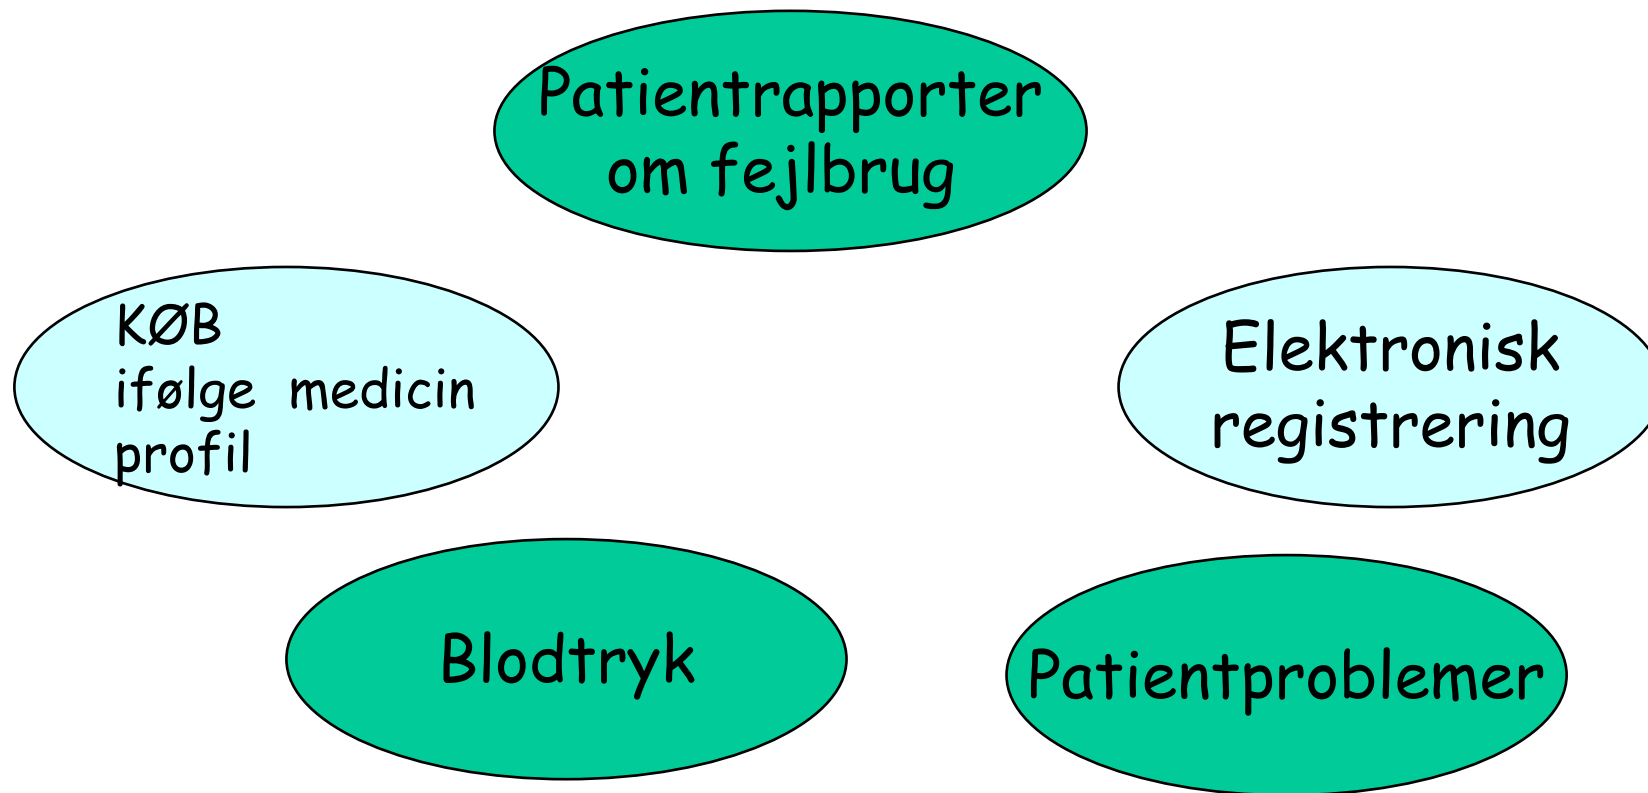 Patientrapporter
om fejlbrug
KØB
ifølge medicin
profil
Elektronisk
registrering
Blodtryk
Patientproblemer